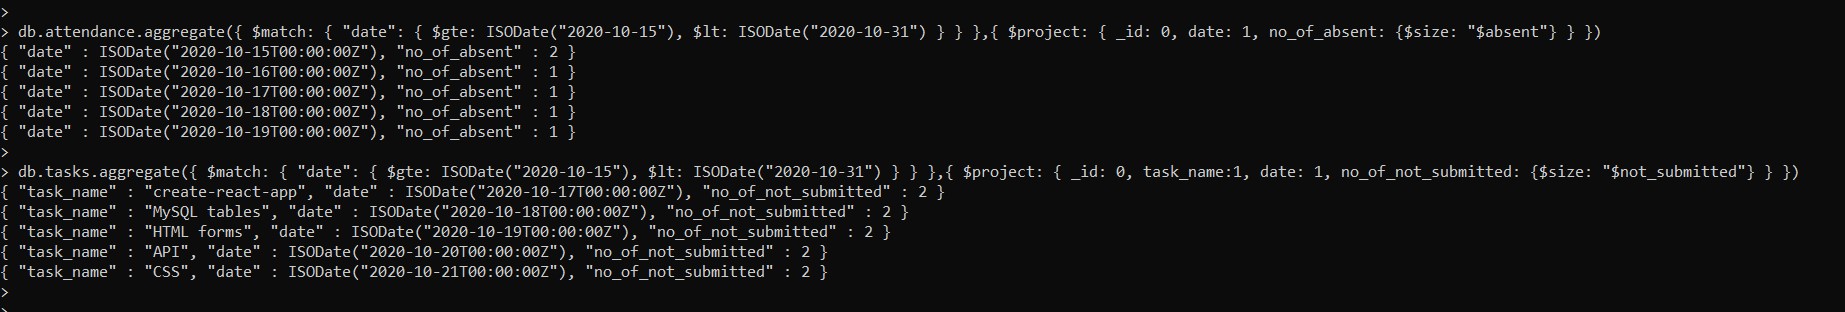 >
> db.attendance.aggregate({ $match: { "date": { $gte: ISODate("2020-10-15"), $lt: ISODate("2020-10-31") } } },{ $project: { _id: 0, date: 1, no_of_absent: {$size: "$absent"} } })
{ "date" : ISODate("2020-10-15T00:00:00Z"), "no_of_absent" : 2 }
{ "date" : ISODate("2020-10-16T00:00:00Z"), "no_of_absent" : 1 }
{ "date" : ISODate("2020-10-17T00:00:00Z"), "no_of_absent" : 1 }
{ "date" : ISODate("2020-10-18T00:00:00Z"), "no_of_absent" : 1 }
{ "date" : ISODate("2020-10-19T00:00:00Z"), "no_of_absent" : 1 }
>
> db.tasks.aggregate({ $match: { "date": { $gte: ISODate("2020-10-15"), $lt: ISODate("2020-10-31") } } },{ $project: { _id: 0, task_name:1, date: 1, no_of_not_submitted: {$size: "$not_submitted"} } })
{ "task_name" : "create-react-app", "date" : ISODate("2020-10-17T00:00:00Z"), "no_of_not_submitted" : 2 }
{ "task_name" : "MySQL tables", "date" : ISODate("2020-10-18T00:00:00Z"), "no_of_not_submitted" : 2 }
{ "task_name" : "HTML forms", "date" : ISODate("2020-10-19T00:00:00Z"), "no_of_not_submitted" : 2 }
{ "task_name" : "API", "date" : ISODate("2020-10-20T00:00:00Z"), "no_of_not_submitted" : 2 }
{ "task_name" : "CSS", "date" : ISODate("2020-10-21T00:00:00Z"), "no_of_not_submitted" : 2 }
>
>